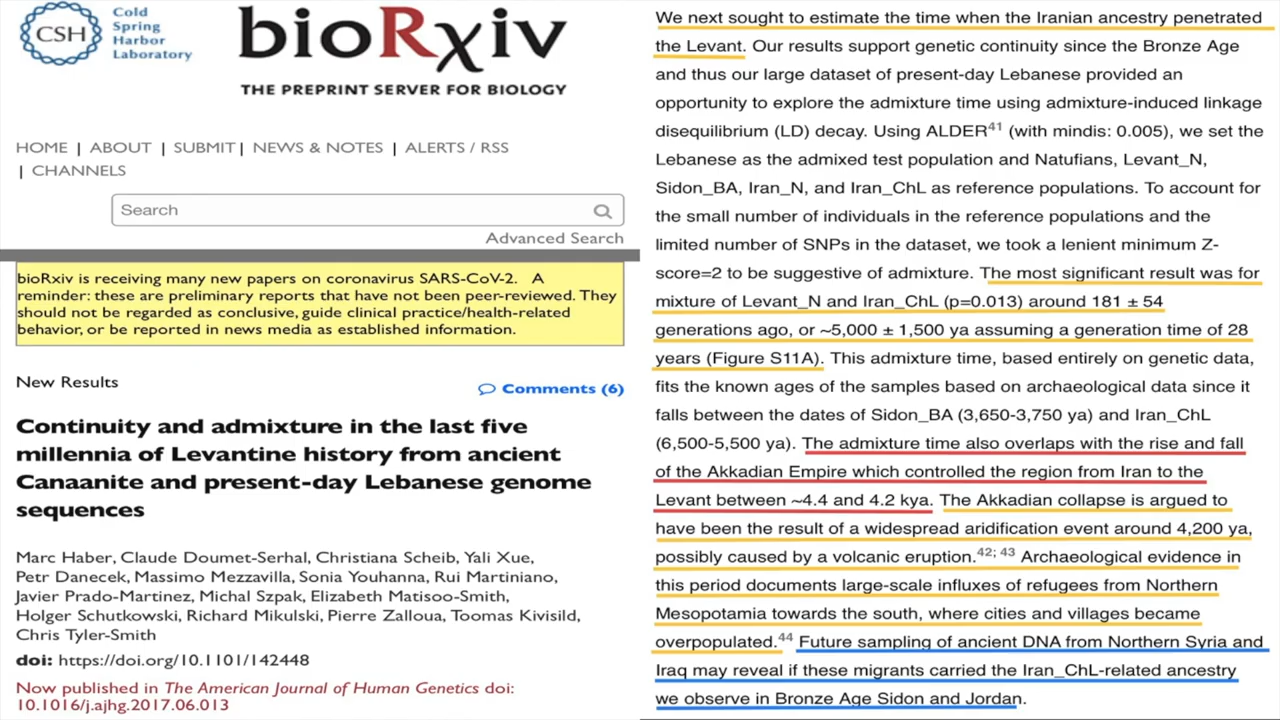 CSH
Cold
Spring
Harbor
Laboratory
bioRxiv
THE PREPRINT SERVER FOR BIOLOGY
HOME | ABOUT | SUBMIT | NEWS & NOTES | ALERTS / RSS
| CHANNELS
Search
Advanced Search
bioRxiv is receiving many new papers on coronavirus SARS-CoV-2. A
reminder: these are preliminary reports that have not been peer-reviewed. They
should not be regarded as conclusive, guide clinical practice/health-related
behavior, or be reported in news media as established information.
New Results
Comments (6)
Continuity and admixture in the last five
millennia of Levantine history from ancient
Canaanite and present-day Lebanese genome
sequences
Marc Haber, Claude Doumet-Serhal, Christiana Scheib, Yali Xue,
Petr Danecek, Massimo Mezzavilla, Sonia Youhanna, Rui Martiniano,
Javier Prado-Martinez, Michal Szpak, Elizabeth Matisoo-Smith,
Holger Schutkowski, Richard Mikulski, Pierre Zalloua, Toomas Kivisild,
Chris Tyler-Smith
doi: https://doi.org/10.1101/142448
Now published in The American Journal of Human Genetics doi:
10.1016/j.ajhg.2017.06.013
We next sought to estimate the time when the Iranian ancestry penetrated
the Levant. Our results support genetic continuity since the Bronze Age
and thus our large dataset of present-day Lebanese provided an
opportunity to explore the admixture time using admixture-induced linkage
disequilibrium (LD) decay. Using ALDER41 (with mindis: 0.005), we set the
Lebanese as the admixed test population and Natufians, Levant_N,
Sidon_BA, Iran_N, and Iran_ChL as reference populations. To account for
the small number of individuals in the reference populations and the
limited number of SNPs in the dataset, we took a lenient minimum Z-
score=2 to be suggestive of admixture. The most significant result was for
mixture of Levant_N and Iran_ChL (p=0.013) around 181 ± 54
generations ago, or ~5,000 ± 1,500 ya assuming a generation time of 28
years (Figure S11A). This admixture time, based entirely on genetic data,
fits the known ages of the samples based on archaeological data since it
falls between the dates of Sidon_BA (3,650-3,750 ya) and Iran_ChL
(6,500-5,500 ya). The admixture time also overlaps with the rise and fall
of the Akkadian Empire which controlled the region from Iran to the
Levant between ~4.4 and 4.2 kya. The Akkadian collapse is argued to
have been the result of a widespread aridification event around 4,200 ya,
possibly caused by a volcanic eruption.42; 43 Archaeological evidence in
this period documents large-scale influxes of refugees from Northern
Mesopotamia towards the south, where cities and villages became
overpopulated.44 Future sampling of ancient DNA from Northern Syria and
Iraq may reveal if these migrants carried the Iran_ChL-related ancestry
we observe in Bronze Age Sidon and Jordan.